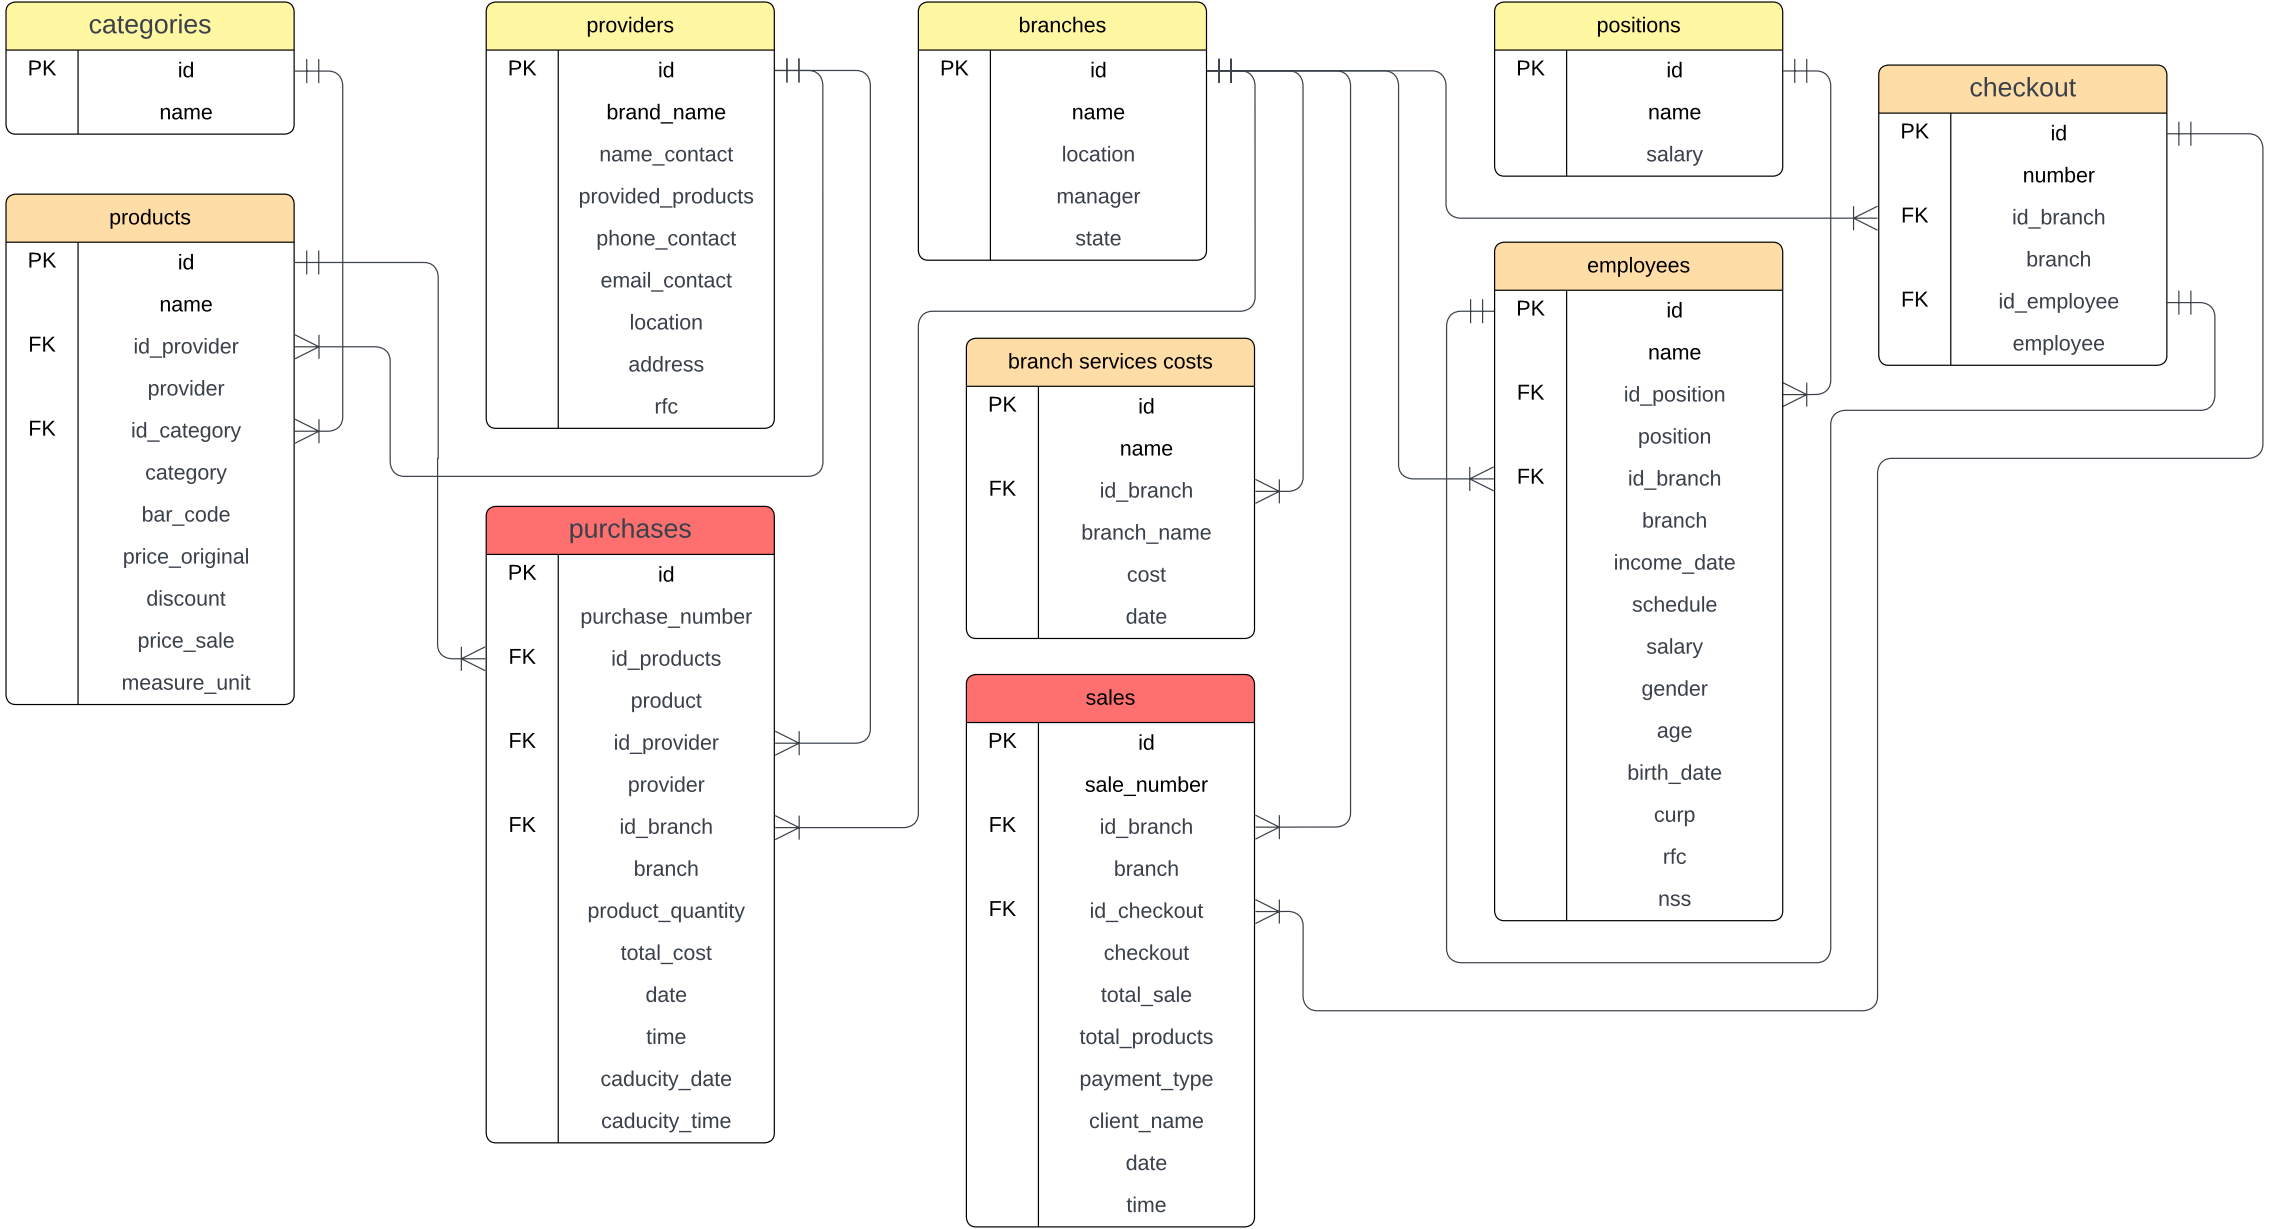 categories
PK id
name
products
PK id
name
FK id_provider
provider
FK id_category
category
bar_code
price_original
discount
price_sale
measure_unit
providers
PK id
brand_name
name_contact
provided_products
phone_contact
email_contact
location
address
rfc
purchases
PK id
purchase_number
FK id_products
product
FK id_provider
provider
FK id_branch
branch
product_quantity
total_cost
date
time
caducity_date
caducity_time
branches
PK id
name
location
manager
state
branch services costs
PK id
name
FK id_branch
branch_name
cost
date
sales
PK id
sale_number
FK id_branch
branch
FK id_checkout
checkout
total_sale
total_products
payment_type
client_name
date
time
positions
PK id
name
salary
employees
PK id
name
FK id_position
position
FK id_branch
branch
income_date
schedule
salary
gender
age
birth_date
curp
rfc
nss
checkout
PK id
number
FK id_branch
branch
FK id_employee
employee